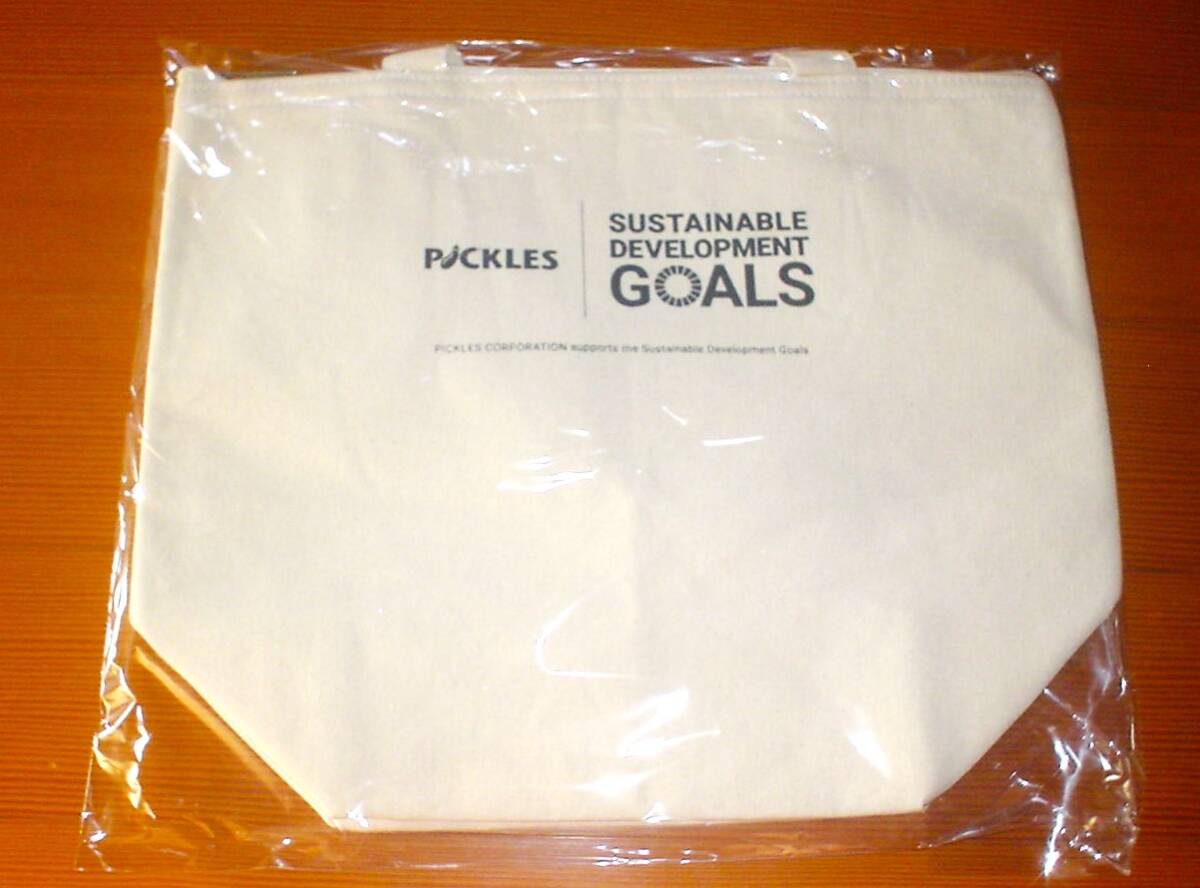 PICKLES
SUSTAINABLE
DEVELOPMENT
GOALS
PICKLES CORPORATION supports the Sustainable Development Goals